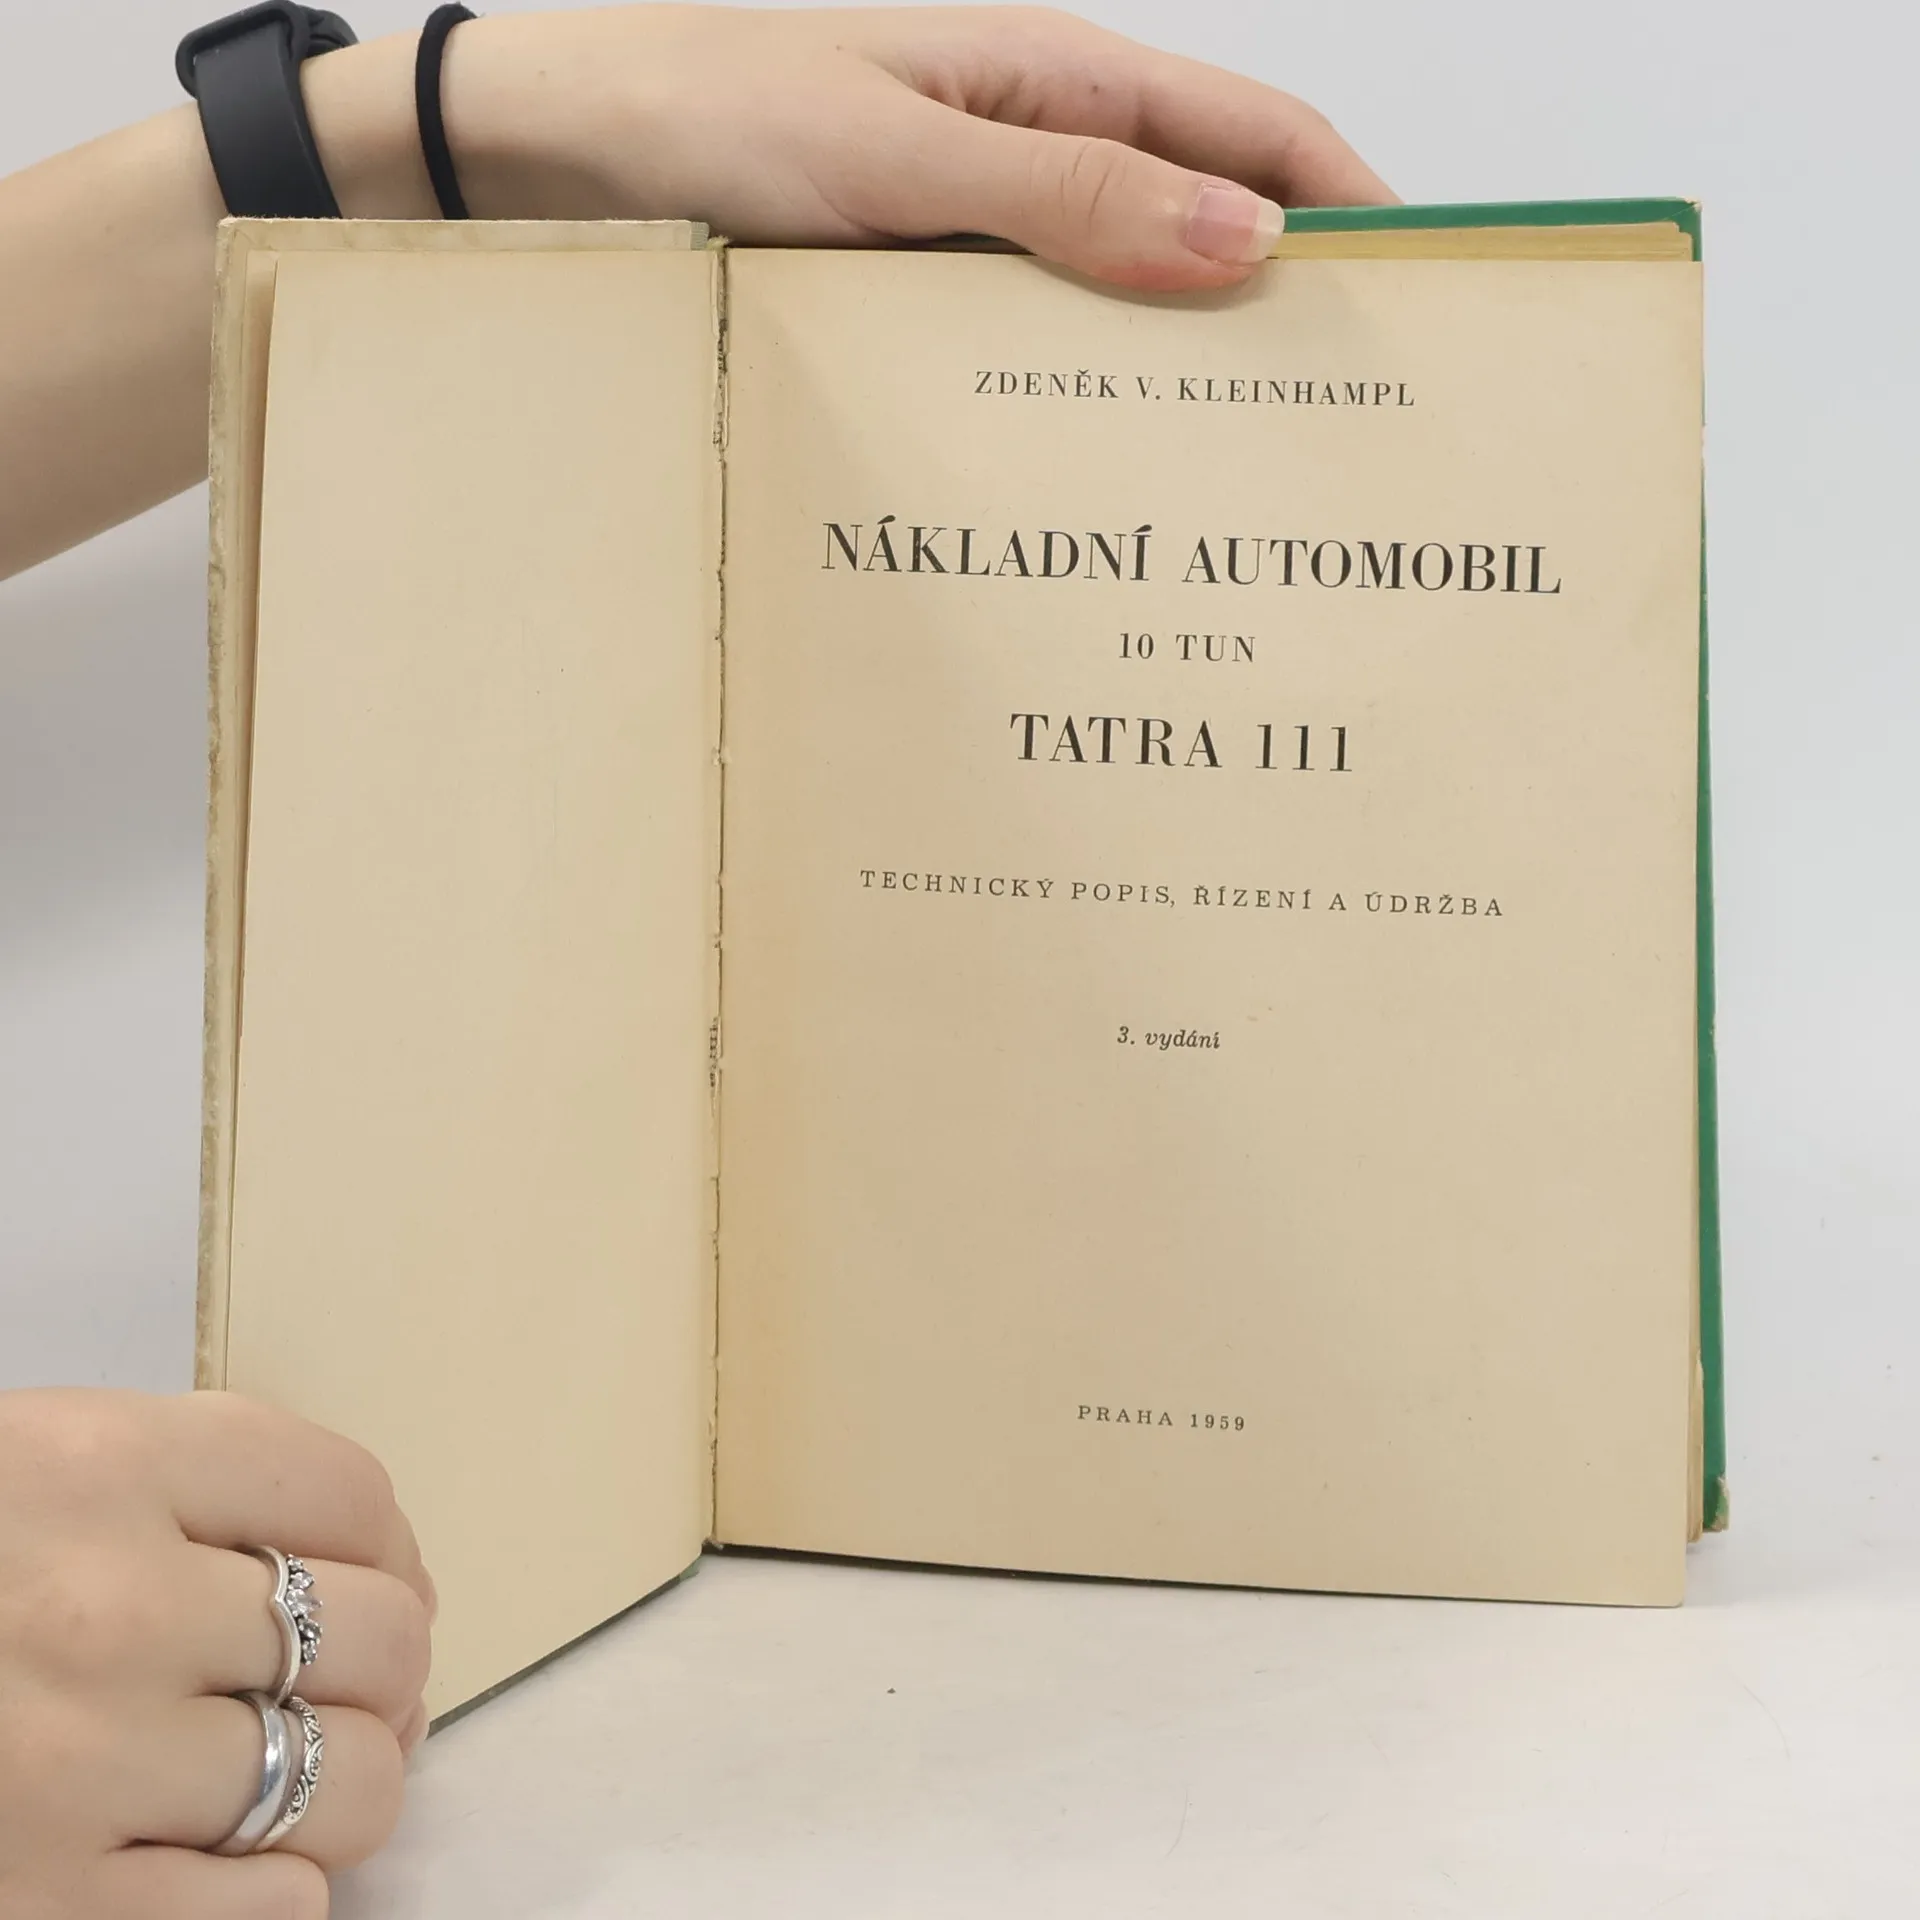 ZDENĚK V. KLEINHAMPL
NÁKLADNÍ AUTOMOBIL
10 TUN
TATRA 111
TECHNICKÝ POPIS, ŘÍZENÍ A ÚDRŽBA
3. vydání
PRAHA 1959